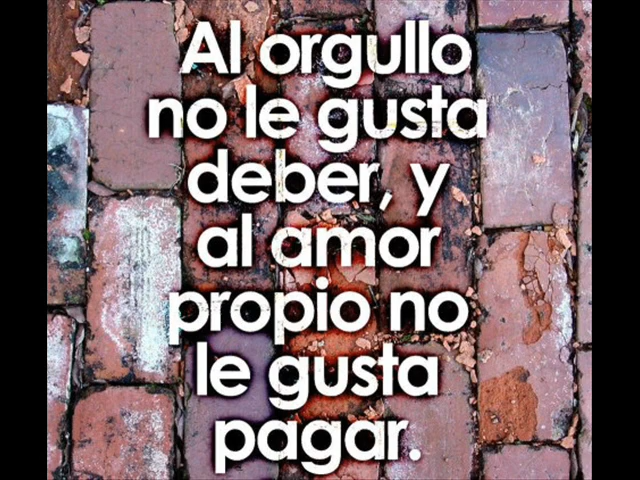 Al orgullo
no le gusta
deber, y
al amor
propio no
le gusta
pagar.